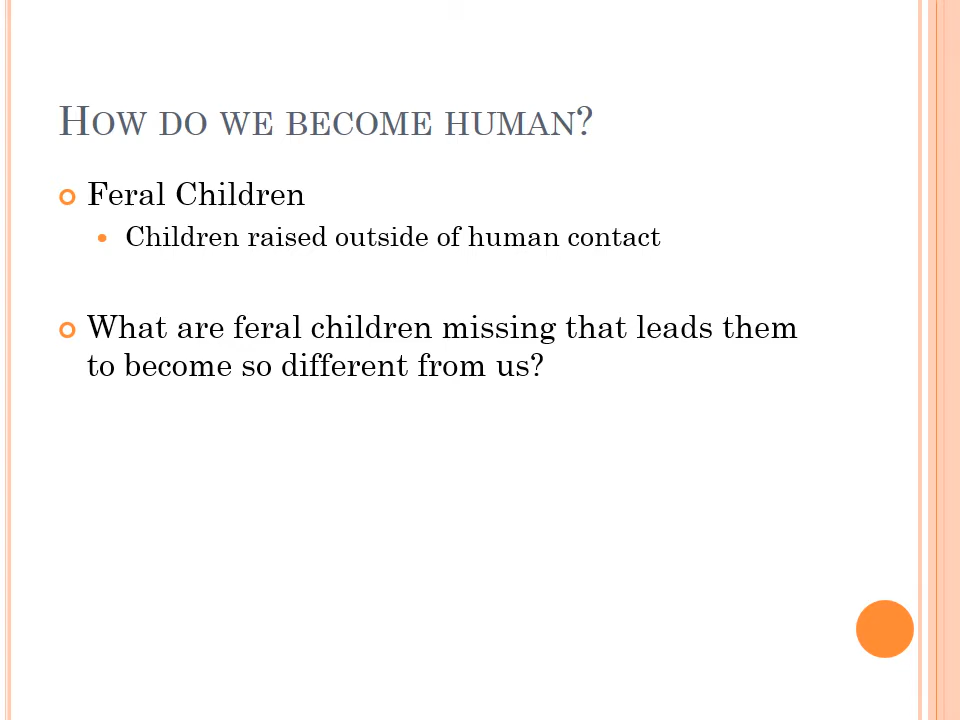 How do we become human?
Feral Children
Children raised outside of human contact
What are feral children missing that leads them
to become so different from us?